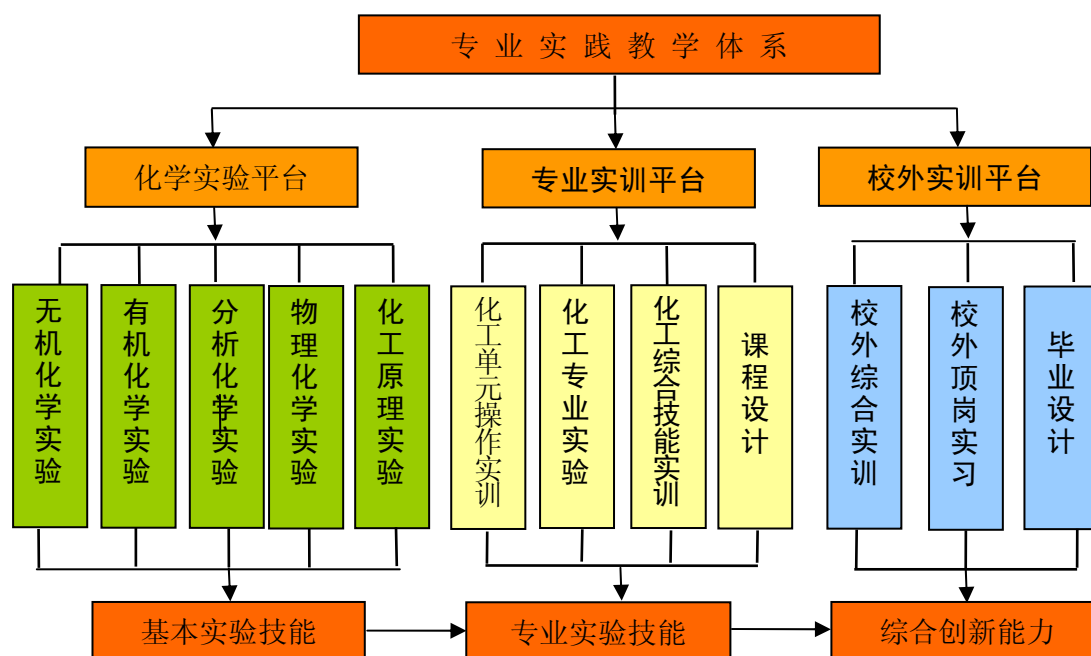 专业实践教学体系
化学实验平台
专业实训平台
校外实训平台
无机化学实验
有机化学实验
分析化学实验
物理化学实验
化工原理实验
化工单元操作实训
化工专业实验
化工综合技能实训
课程设计
校外综合实训
校外顶岗实习
毕业设计
基本实验技能
专业实验技能
综合创新能力